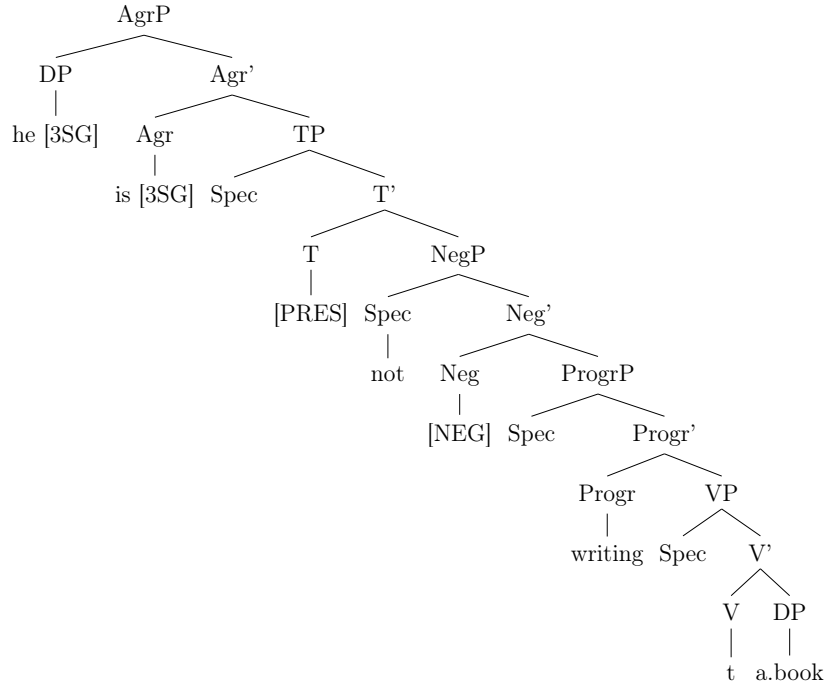 AgrP
DP Agr'
he [3SG] Agr TP
is [3SG] Spec T'
T NegP
[PRES] Spec Neg'
not Neg ProgrP
[NEG] Spec Progr'
Progr VP
writing Spec V'
V DP
t a.book